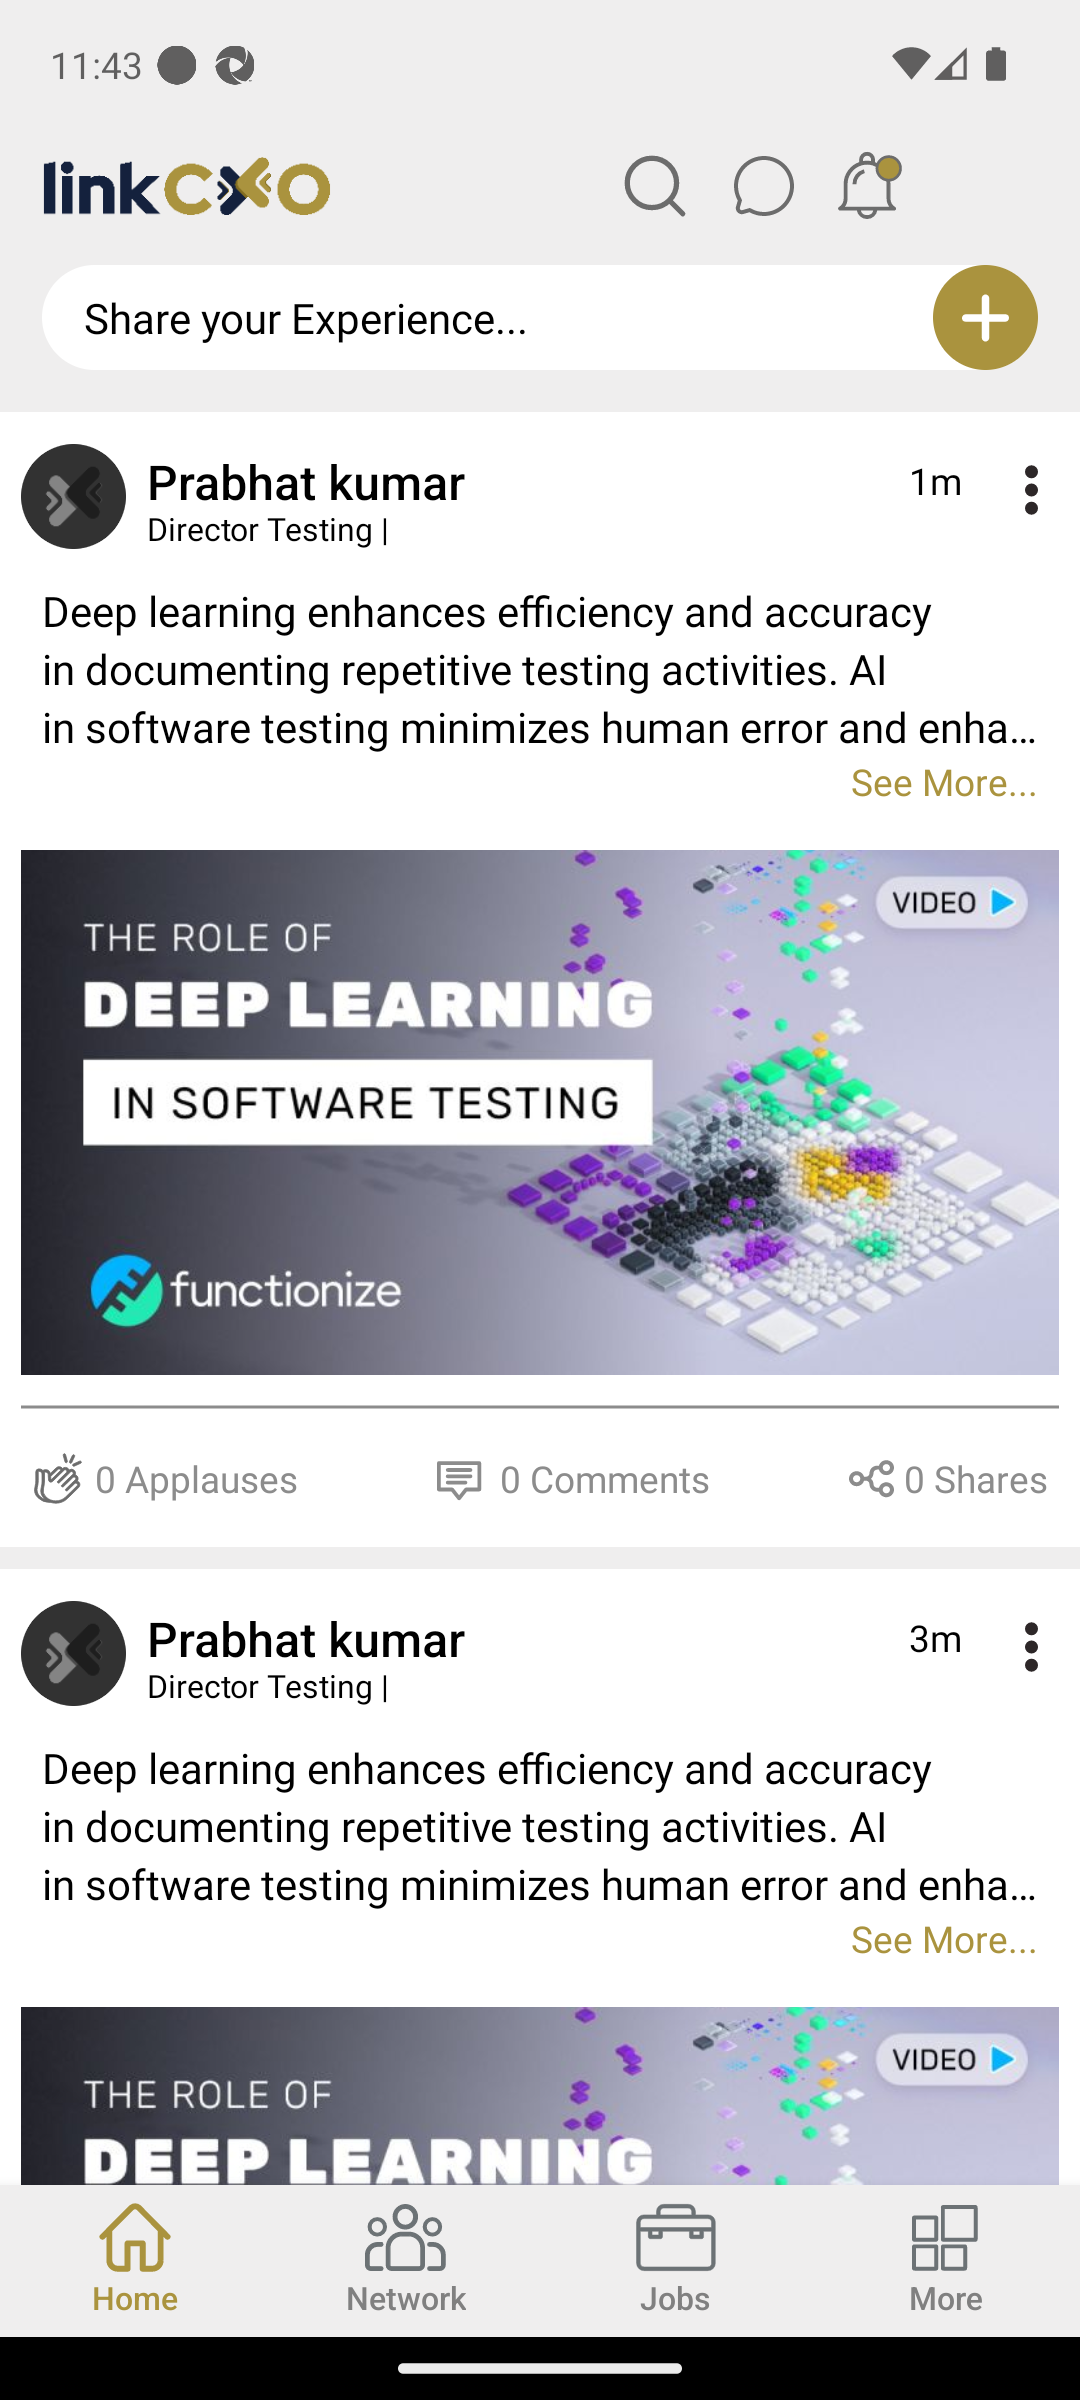 11:43
linkCXO
Share your Experience...
Prabhat kumar
1m
Director Testing |
Deep learning enhances efficiency and accuracy
in documenting repetitive testing activities. AI
in software testing minimizes human error and enha...
See More...
VIDEO
THE ROLE OF
DEEP LEARNING
IN SOFTWARE TESTING
functionize
0 Applauses
0 Comments
0 Shares
Prabhat kumar
3m
Director Testing |
Deep learning enhances efficiency and accuracy
in documenting repetitive testing activities. AI
in software testing minimizes human error and enha...
See More...
VIDEO
THE ROLE OF
DEEP LEARNING
Home
Network
Jobs
More